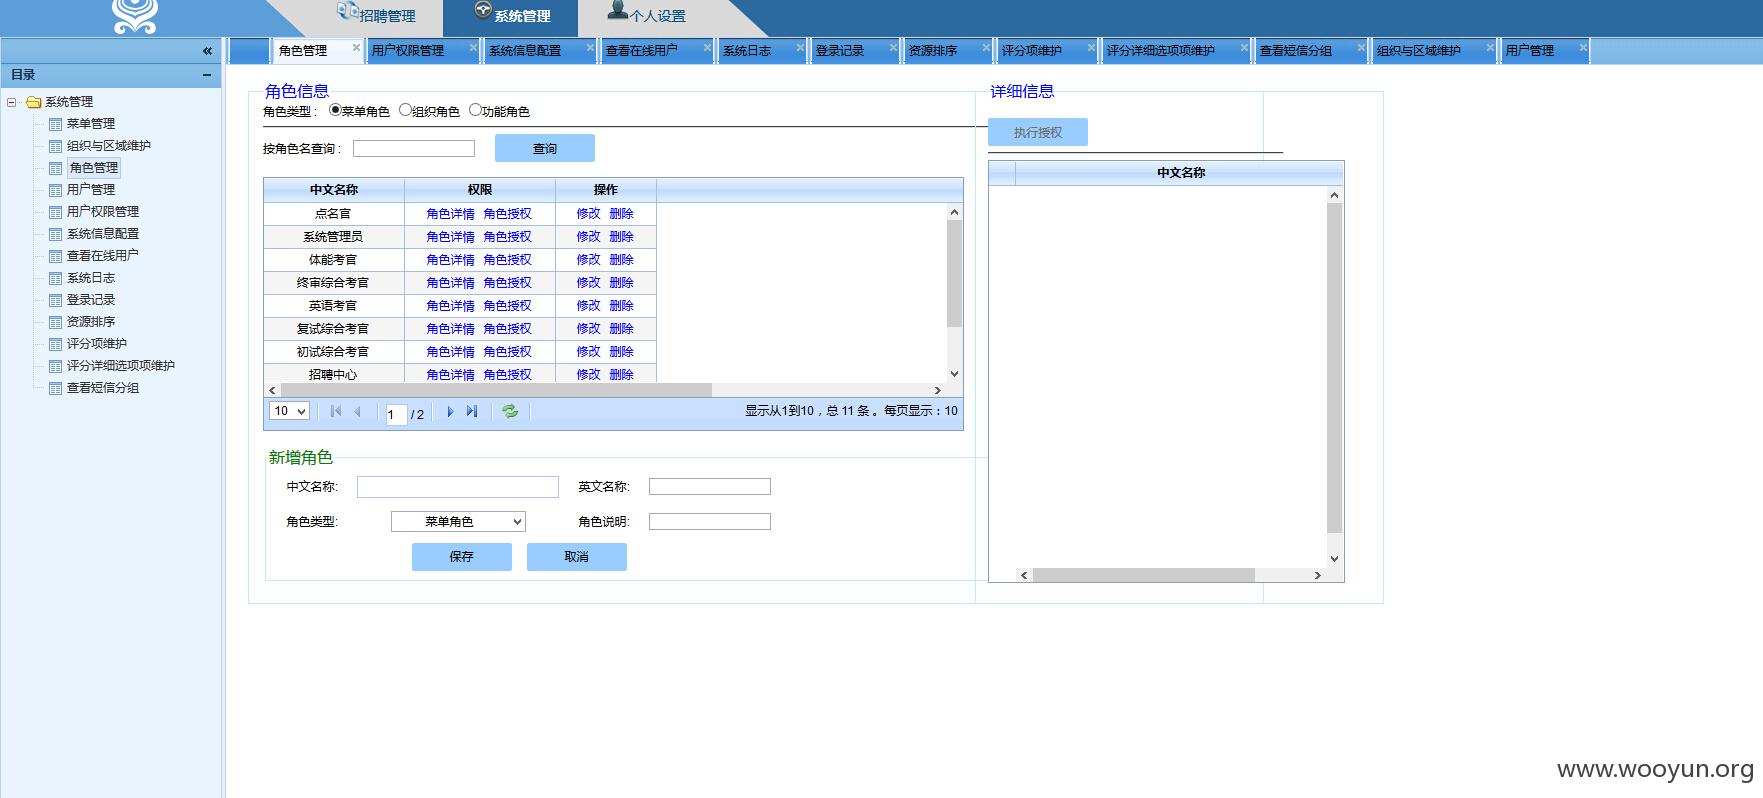 招聘管理 系统管理 个人设置
角色管理 用户权限管理 系统信息配置 查看在线用户 系统日志 登录记录 资源排序 评分项维护 评分详细选项项维护 查看短信分组 组织与区域维护 用户管理
目录
系统管理
菜单管理
组织与区域维护
角色管理
用户管理
用户权限管理
系统信息配置
查看在线用户
系统日志
登录记录
资源排序
评分项维护
评分详细选项项维护
查看短信分组
角色信息
角色类型： 菜单角色 组织角色 功能角色
按角色名查询： 查询
中文名称 权限 操作
点名官 角色详情 角色授权 修改 删除
系统管理员 角色详情 角色授权 修改 删除
体能考官 角色详情 角色授权 修改 删除
终审综合考官 角色详情 角色授权 修改 删除
英语考官 角色详情 角色授权 修改 删除
复试综合考官 角色详情 角色授权 修改 删除
初试综合考官 角色详情 角色授权 修改 删除
招聘中心 角色详情 角色授权 修改 删除
10 1 / 2 显示从1到10，总 11 条 。每页显示：10
新增角色
中文名称: 英文名称:
角色类型: 菜单角色 角色说明:
保存 取消
详细信息
执行授权
中文名称
www.wooyun.org